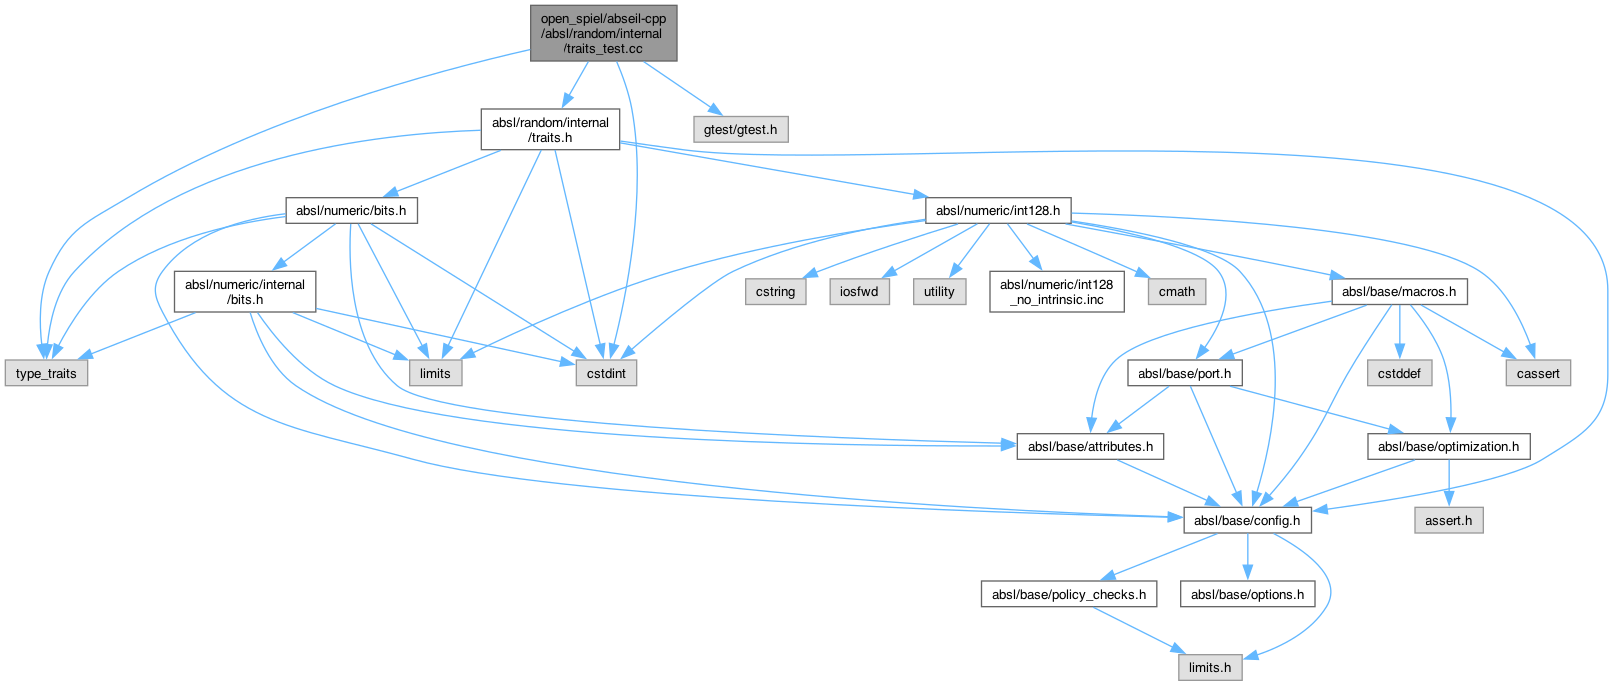 open_spiel/abseil-cpp
/absl/random/internal
/traits_test.cc
absl/random/internal
/traits.h
gtest/gtest.h
absl/numeric/bits.h
absl/numeric/int128.h
absl/numeric/internal
/bits.h
cstring
iosfwd
utility
absl/numeric/int128
_no_intrinsic.inc
cmath
absl/base/macros.h
type_traits
limits
cstdint
absl/base/port.h
cstddef
cassert
absl/base/attributes.h
absl/base/optimization.h
absl/base/config.h
assert.h
absl/base/policy_checks.h
absl/base/options.h
limits.h